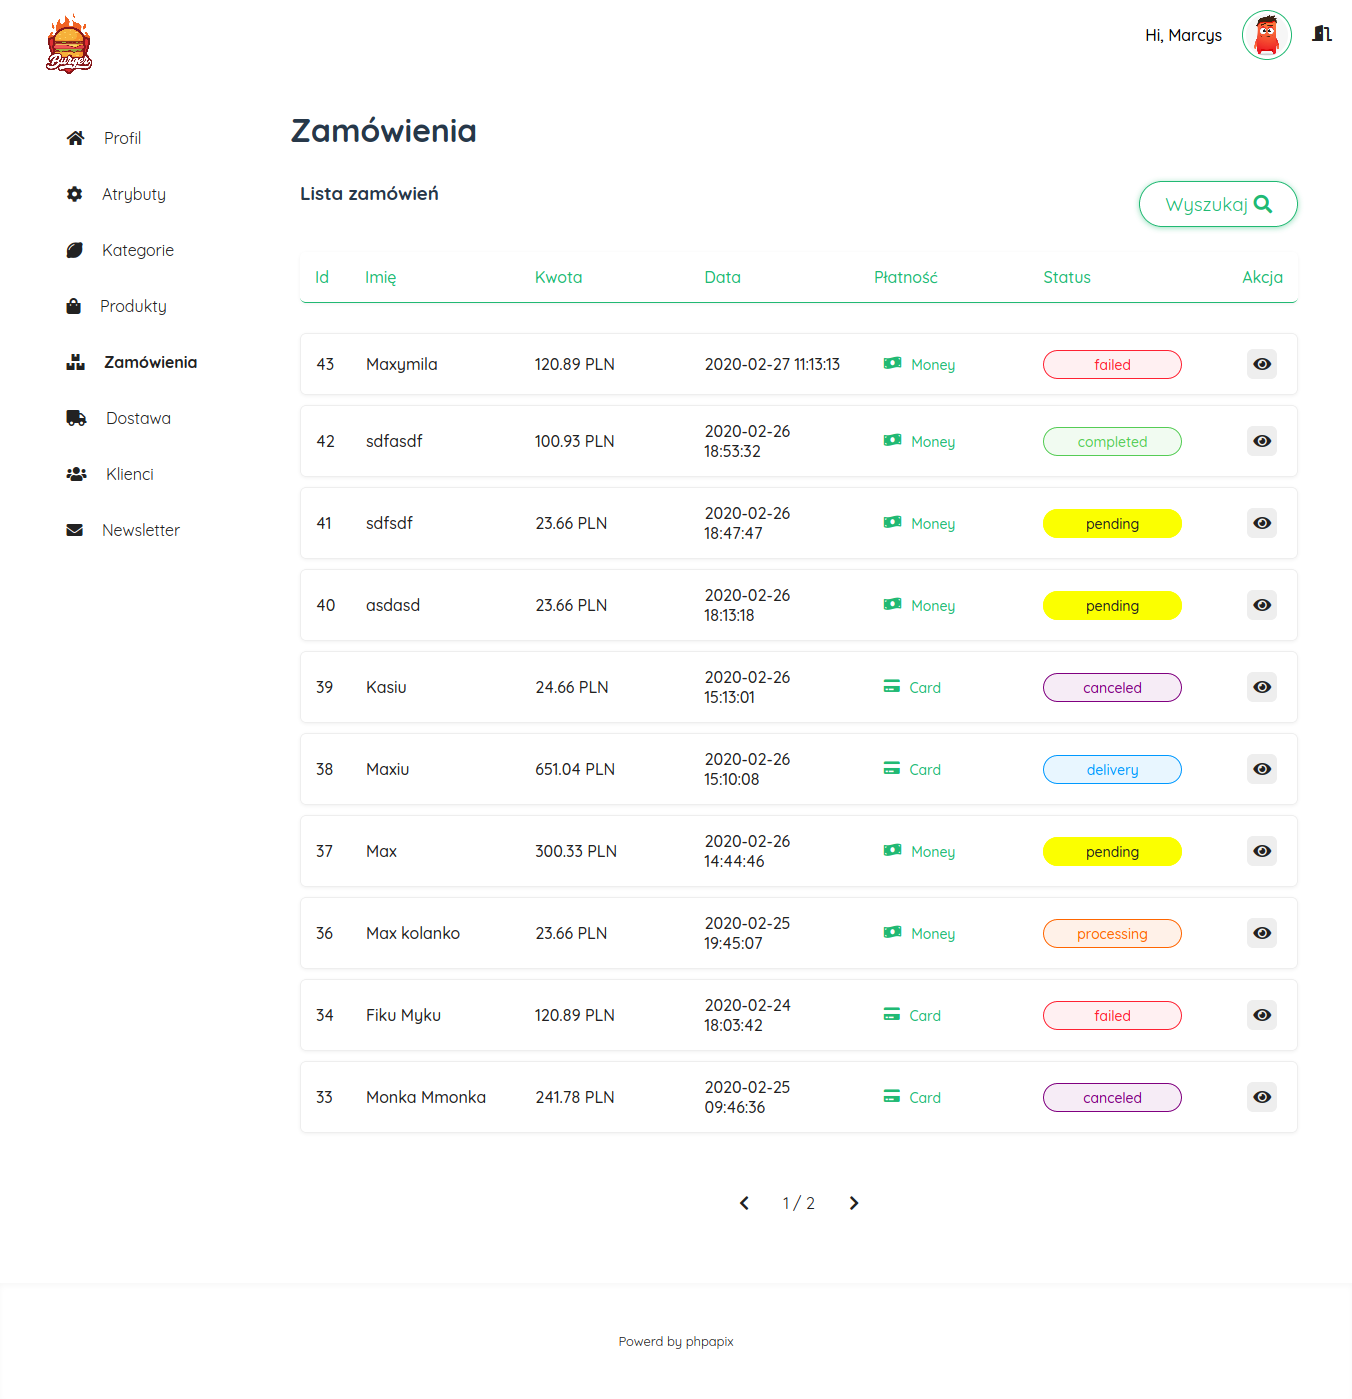 Burger
Hi, Marcys
Profil
Atrybuty
Kategorie
Produkty
Zamówienia
Dostawa
Klienci
Newsletter
Zamówienia
Lista zamówień
Wyszukaj
Id Imię Kwota Data Płatność Status Akcja
43 Maxymila 120.89 PLN 2020-02-27 11:13:13 Money failed
42 sdfasdf 100.93 PLN 2020-02-26 18:53:32 Money completed
41 sdfsdf 23.66 PLN 2020-02-26 18:47:47 Money pending
40 asdasd 23.66 PLN 2020-02-26 18:13:18 Money pending
39 Kasiu 24.66 PLN 2020-02-26 15:13:01 Card canceled
38 Maxiu 651.04 PLN 2020-02-26 15:10:08 Card delivery
37 Max 300.33 PLN 2020-02-26 14:44:46 Money pending
36 Max kolanko 23.66 PLN 2020-02-25 19:45:07 Money processing
34 Fiku Myku 120.89 PLN 2020-02-24 18:03:42 Card failed
33 Monka Mmonka 241.78 PLN 2020-02-25 09:46:36 Card canceled
1 / 2
Powerd by phpapix